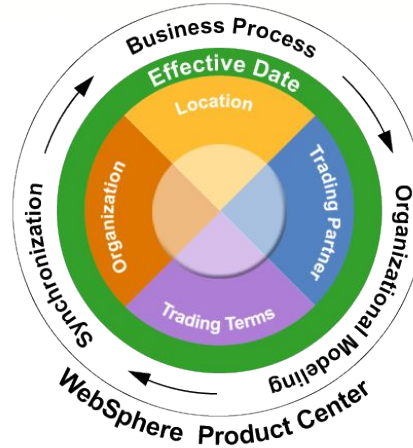 Business Process
Effective Date
Location
Organization
Trading Partner
Trading Terms
Synchronization
Organizational Modeling
WebSphere Product Center